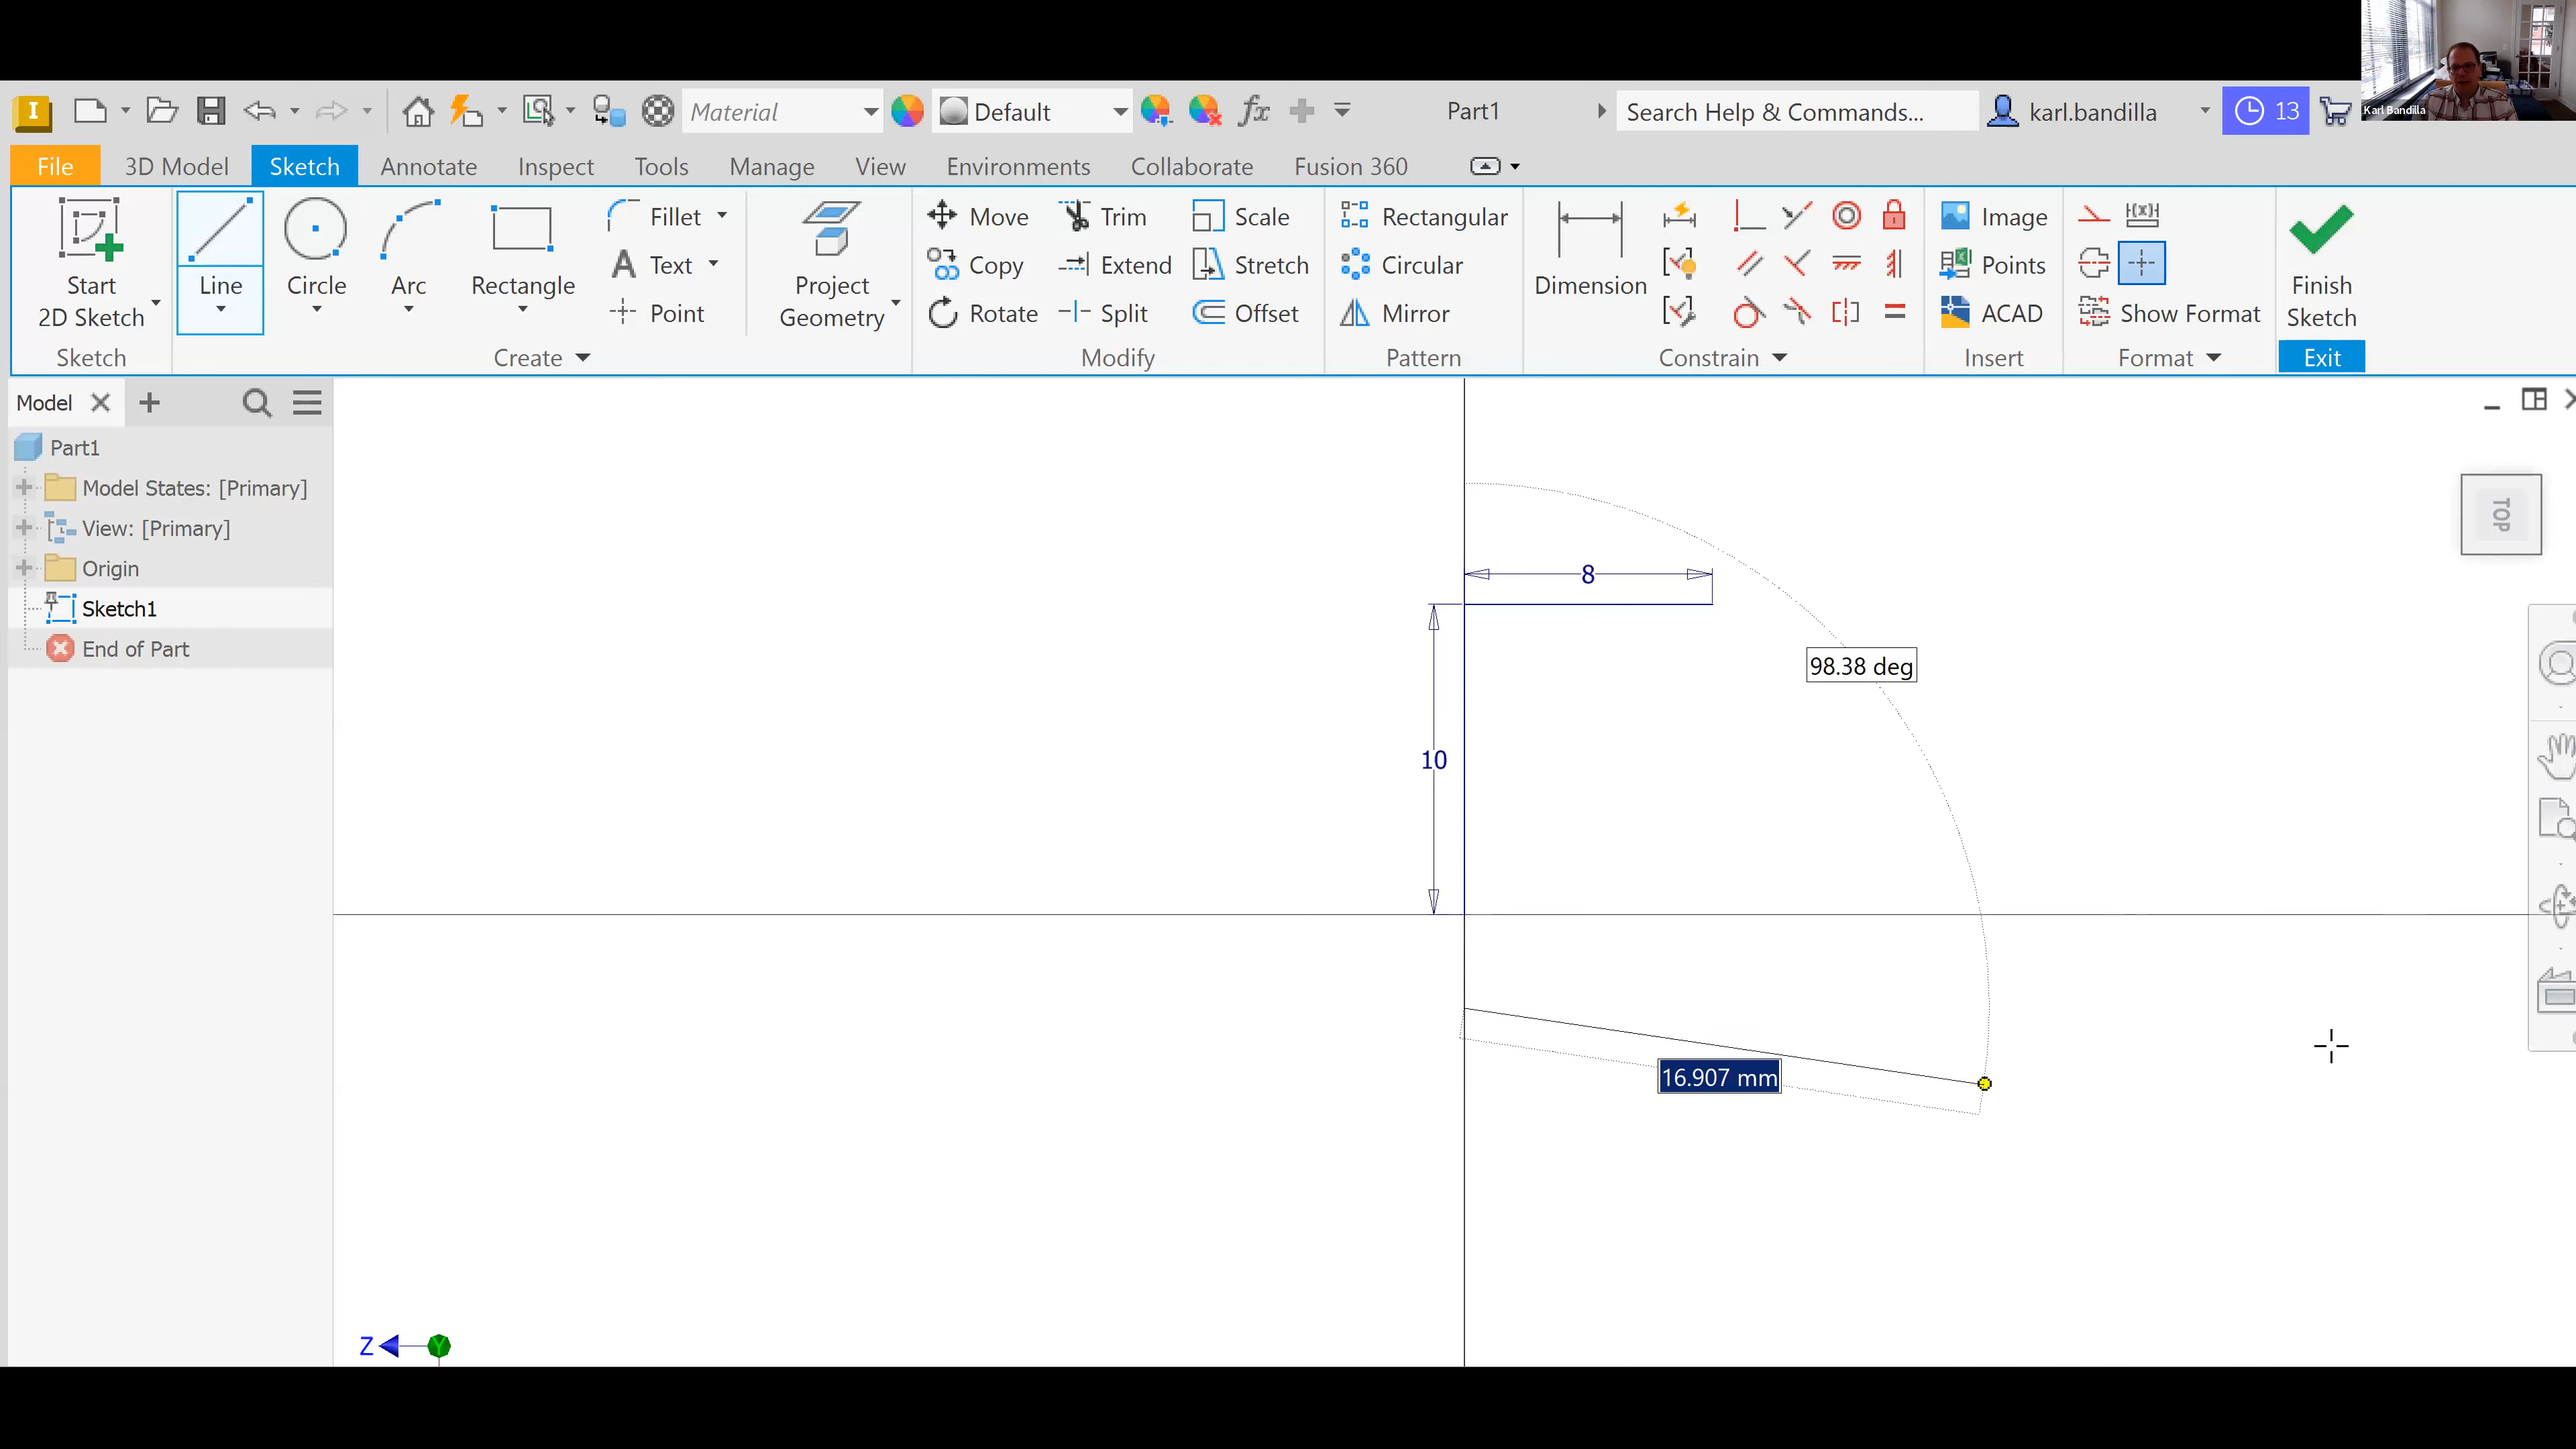 Karl Bandilla
I Material Default fx Part1 Search Help & Commands... karl.bandilla 13
File 3D Model Sketch Annotate Inspect Tools Manage View Environments Collaborate Fusion 360
Start 2D Sketch
Line
Circle
Arc
Rectangle
Fillet
A Text
Point
Project Geometry
Move Trim Scale
Copy Extend Stretch
Rotate Split Offset
Rectangular
Circular
Mirror
Dimension
Image
Points
ACAD
Show Format
Finish Sketch
Sketch Create Modify Pattern Constrain Insert Format Exit
Model
Part1
Model States: [Primary]
View: [Primary]
Origin
Sketch1
End of Part
TOP
8
98.38 deg
10
16.907 mm
Z Y